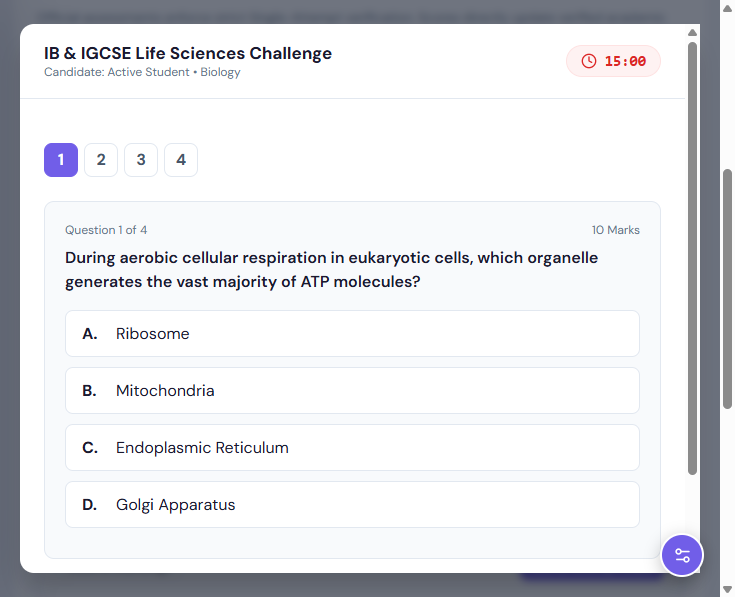 IB & IGCSE Life Sciences Challenge
Candidate: Active Student • Biology
15:00
1 2 3 4
Question 1 of 4
10 Marks
During aerobic cellular respiration in eukaryotic cells, which organelle
generates the vast majority of ATP molecules?
A. Ribosome
B. Mitochondria
C. Endoplasmic Reticulum
D. Golgi Apparatus